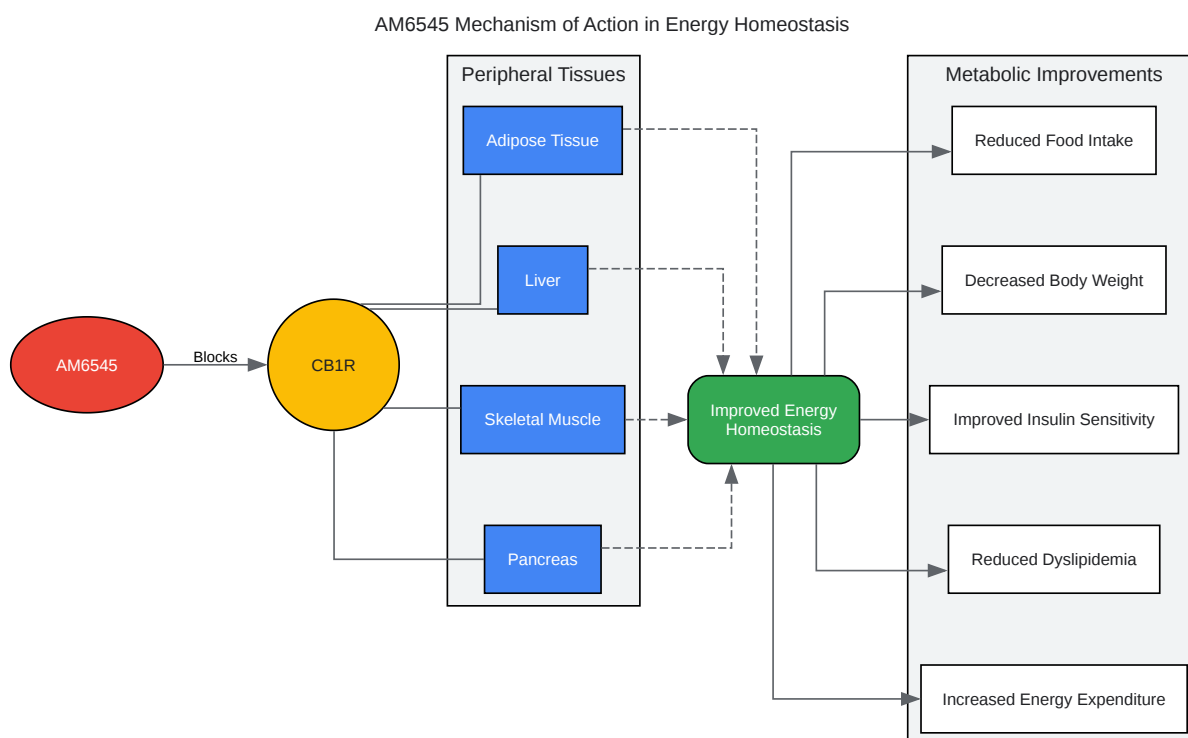 AM6545 Mechanism of Action in Energy Homeostasis
Peripheral Tissues
Metabolic Improvements
Adipose Tissue
Reduced Food Intake
Liver
Decreased Body Weight
AM6545
Blocks
CB1R
Skeletal Muscle
Improved Energy
Homeostasis
Improved Insulin Sensitivity
Pancreas
Reduced Dyslipidemia
Increased Energy Expenditure